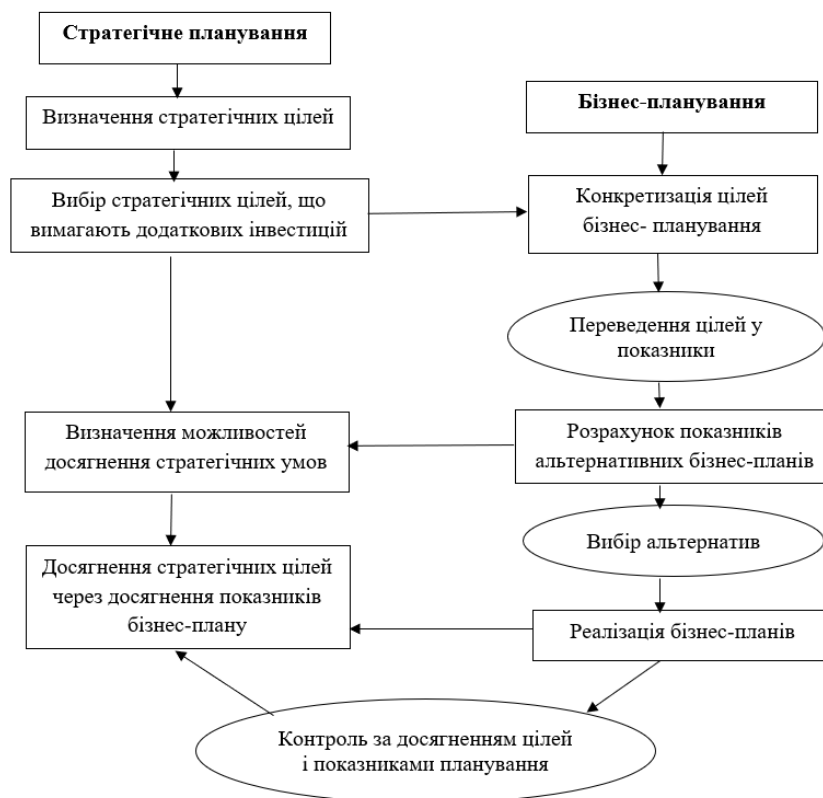 Стратегічне планування
Визначення стратегічних цілей
Вибір стратегічних цілей, що
вимагають додаткових інвестицій
Визначення можливостей
досягнення стратегічних умов
Досягнення стратегічних цілей
через досягнення показників
бізнес-плану
Бізнес-планування
Конкретизація цілей
бізнес- планування
Переведення цілей у
показники
Розрахунок показників
альтернативних бізнес-планів
Вибір альтернатив
Реалізація бізнес-планів
Контроль за досягненням цілей
і показниками планування